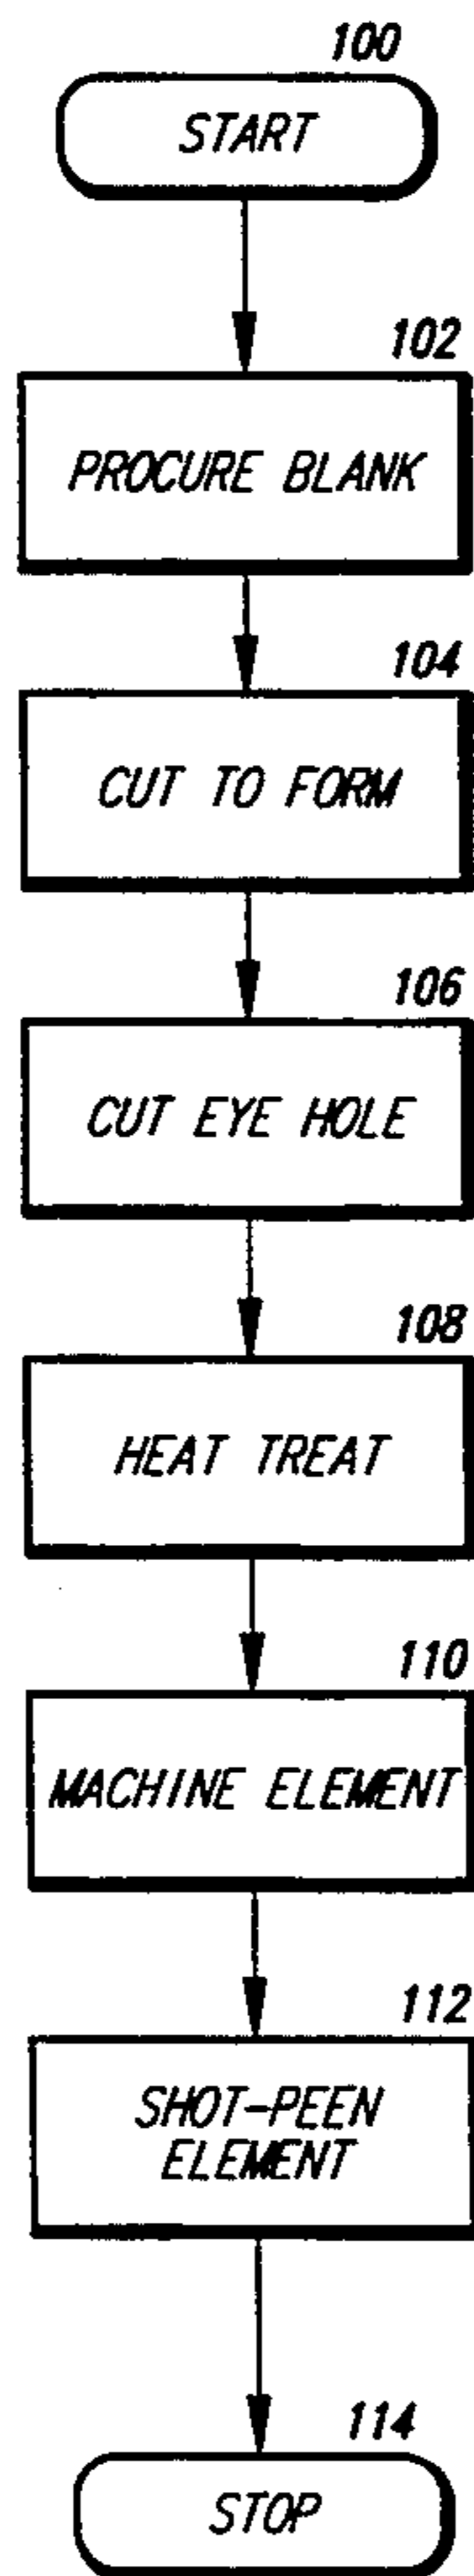 100
START
102
PROCURE BLANK
104
CUT TO FORM
106
CUT EYE HOLE
108
HEAT TREAT
110
MACHINE ELEMENT
112
SHOT-PEEN
ELEMENT
114
STOP